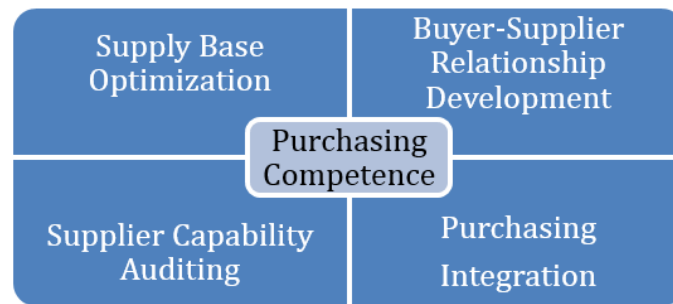 Supply Base
Optimization
Buyer-Supplier
Relationship
Development
Purchasing
Competence
Supplier Capability
Auditing
Purchasing
Integration